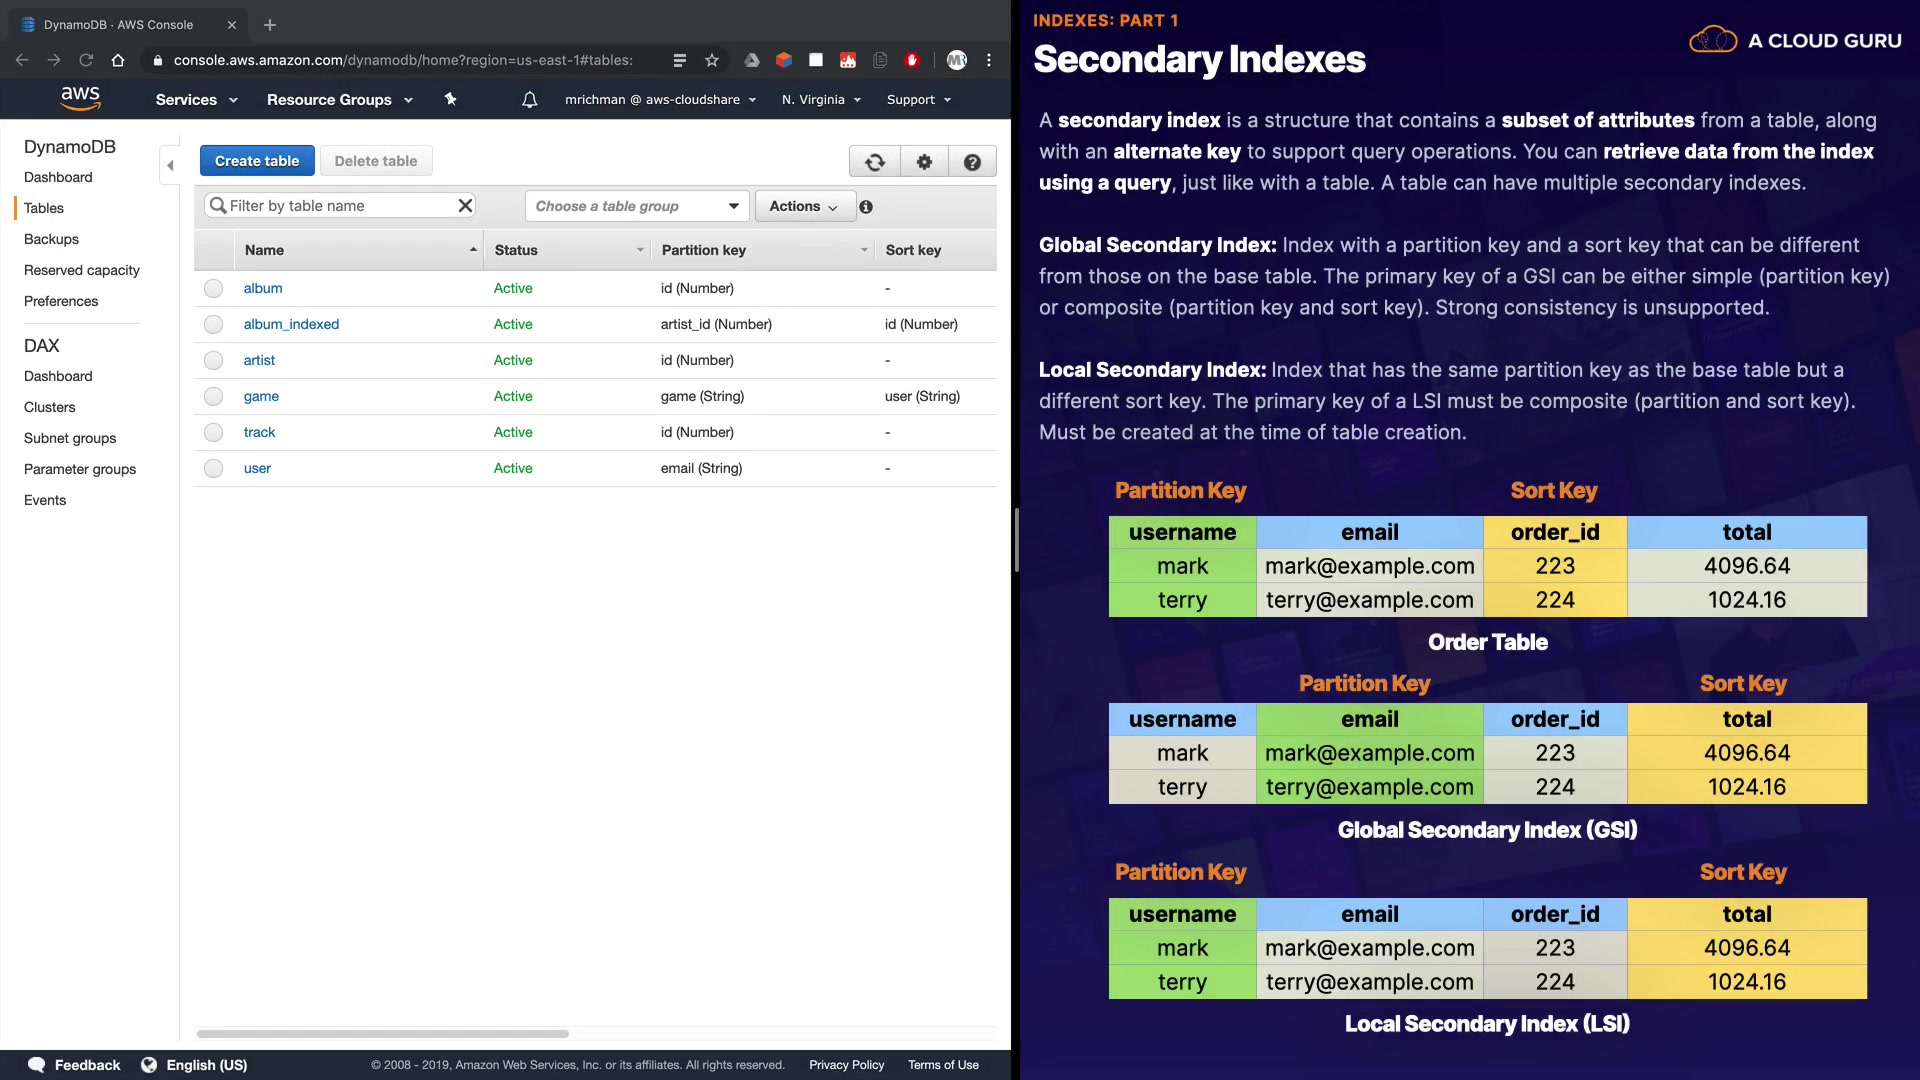 DynamoDB · AWS Console
console.aws.amazon.com/dynamodb/home?region=us-east-1#tables:
MR
aws
Services
Resource Groups
mrichman @ aws-cloudshare
N. Virginia
Support
DynamoDB
Dashboard
Tables
Backups
Reserved capacity
Preferences
DAX
Dashboard
Clusters
Subnet groups
Parameter groups
Events
Create table
Delete table
Filter by table name
Choose a table group
Actions
Name Status Partition key Sort key
album Active id (Number) -
album_indexed Active artist_id (Number) id (Number)
artist Active id (Number) -
game Active game (String) user (String)
track Active id (Number) -
user Active email (String) -
Feedback
English (US)
© 2008 - 2019, Amazon Web Services, Inc. or its affiliates. All rights reserved.
Privacy Policy
Terms of Use
INDEXES: PART 1
Secondary Indexes
A CLOUD GURU
A secondary index is a structure that contains a subset of attributes from a table, along
with an alternate key to support query operations. You can retrieve data from the index
using a query, just like with a table. A table can have multiple secondary indexes.
Global Secondary Index: Index with a partition key and a sort key that can be different
from those on the base table. The primary key of a GSI can be either simple (partition key)
or composite (partition key and sort key). Strong consistency is unsupported.
Local Secondary Index: Index that has the same partition key as the base table but a
different sort key. The primary key of a LSI must be composite (partition and sort key).
Must be created at the time of table creation.
Partition Key Sort Key
username email order_id total
mark mark@example.com 223 4096.64
terry terry@example.com 224 1024.16
Order Table
Partition Key Sort Key
username email order_id total
mark mark@example.com 223 4096.64
terry terry@example.com 224 1024.16
Global Secondary Index (GSI)
Partition Key Sort Key
username email order_id total
mark mark@example.com 223 4096.64
terry terry@example.com 224 1024.16
Local Secondary Index (LSI)